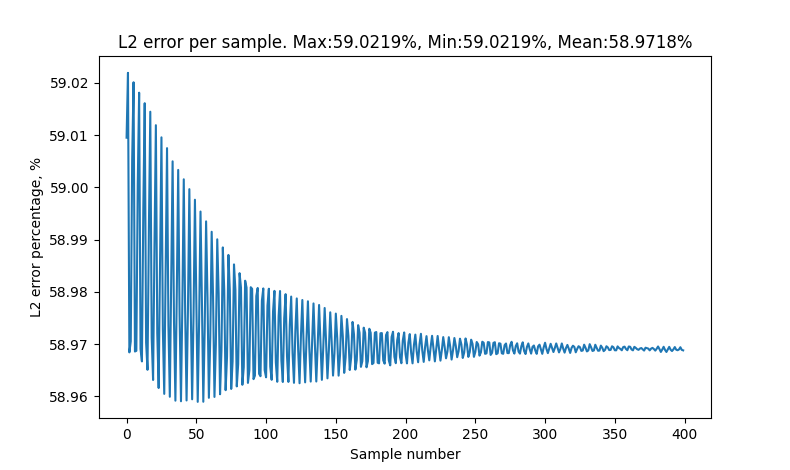 L2 error per sample. Max:59.0219%, Min:59.0219%, Mean:58.9718%
59.02
59.01
59.00
58.99
58.98
58.97
58.96
L2 error percentage, %
0 50 100 150 200 250 300 350 400
Sample number